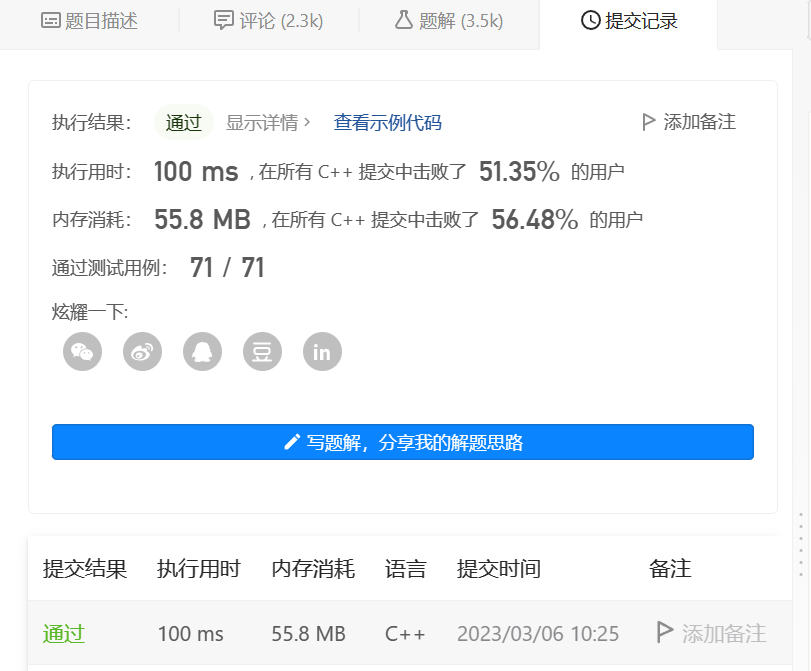 题目描述 评论 (2.3k) 题解 (3.5k) 提交记录
执行结果： 通过 显示详情 › 查看示例代码 添加备注
执行用时： 100 ms , 在所有 C++ 提交中击败了 51.35% 的用户
内存消耗： 55.8 MB , 在所有 C++ 提交中击败了 56.48% 的用户
通过测试用例： 71 / 71
炫耀一下:
豆 in
写题解，分享我的解题思路
提交结果 执行用时 内存消耗 语言 提交时间 备注
通过 100 ms 55.8 MB C++ 2023/03/06 10:25 添加备注